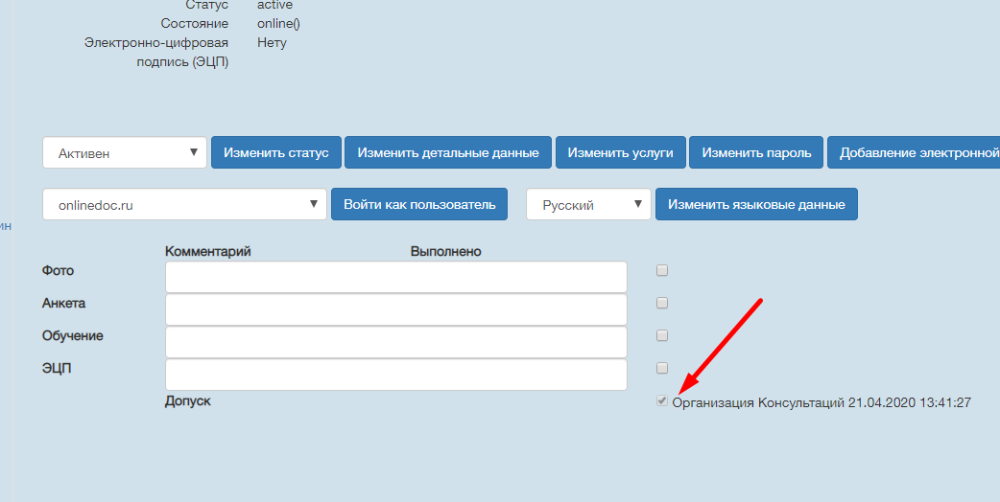 Статус active
Состояние online()
Электронно-цифровая Нету
подпись (ЭЦП)
Активен Изменить статус Изменить детальные данные Изменить услуги Изменить пароль Добавление электронной
onlinedoc.ru Войти как пользователь Русский Изменить языковые данные
ин
Комментарий Выполнено
Фото
Анкета
Обучение
ЭЦП
Допуск Организация Консультаций 21.04.2020 13:41:27